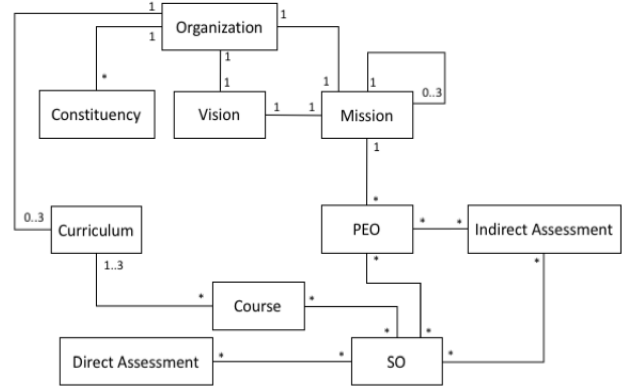 1
1
Organization
1
1
1
*
1
1
1
0..3
Constituency
Vision
1
1
Mission
1
*
0..3
Curriculum
PEO
*
*
Indirect Assessment
1..3
*
*
*
Course
*
*
*
Direct Assessment
*
*
SO
*